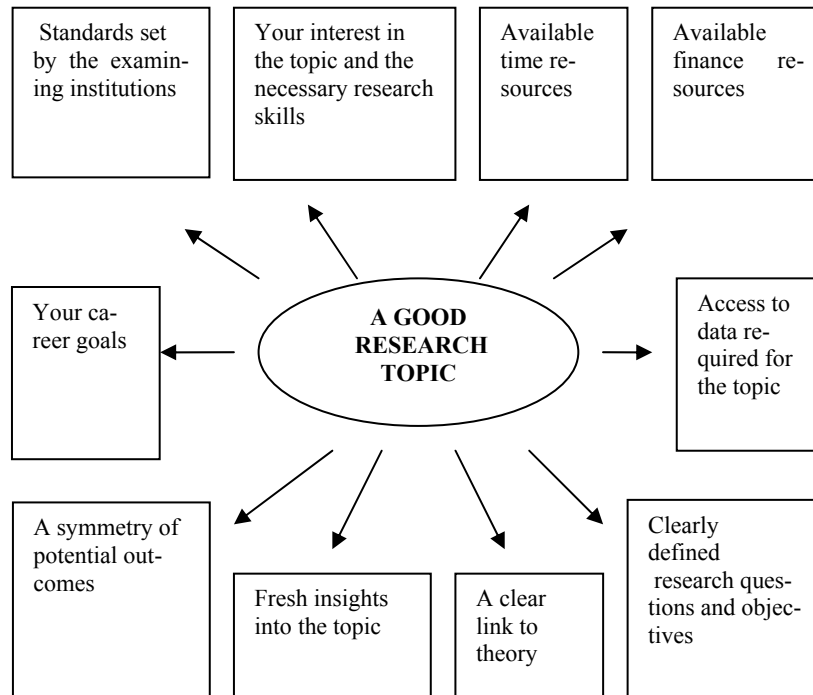 Standards set
by the examin-
ing institutions
Your interest in
the topic and the
necessary research
skills
Available
time re-
sources
Available
finance re-
sources
Your ca-
reer goals
A GOOD
RESEARCH
TOPIC
Access to
data re-
quired for
the topic
A symmetry of
potential out-
comes
Fresh insights
into the topic
A clear
link to
theory
Clearly
defined
research ques-
tions and objec-
tives